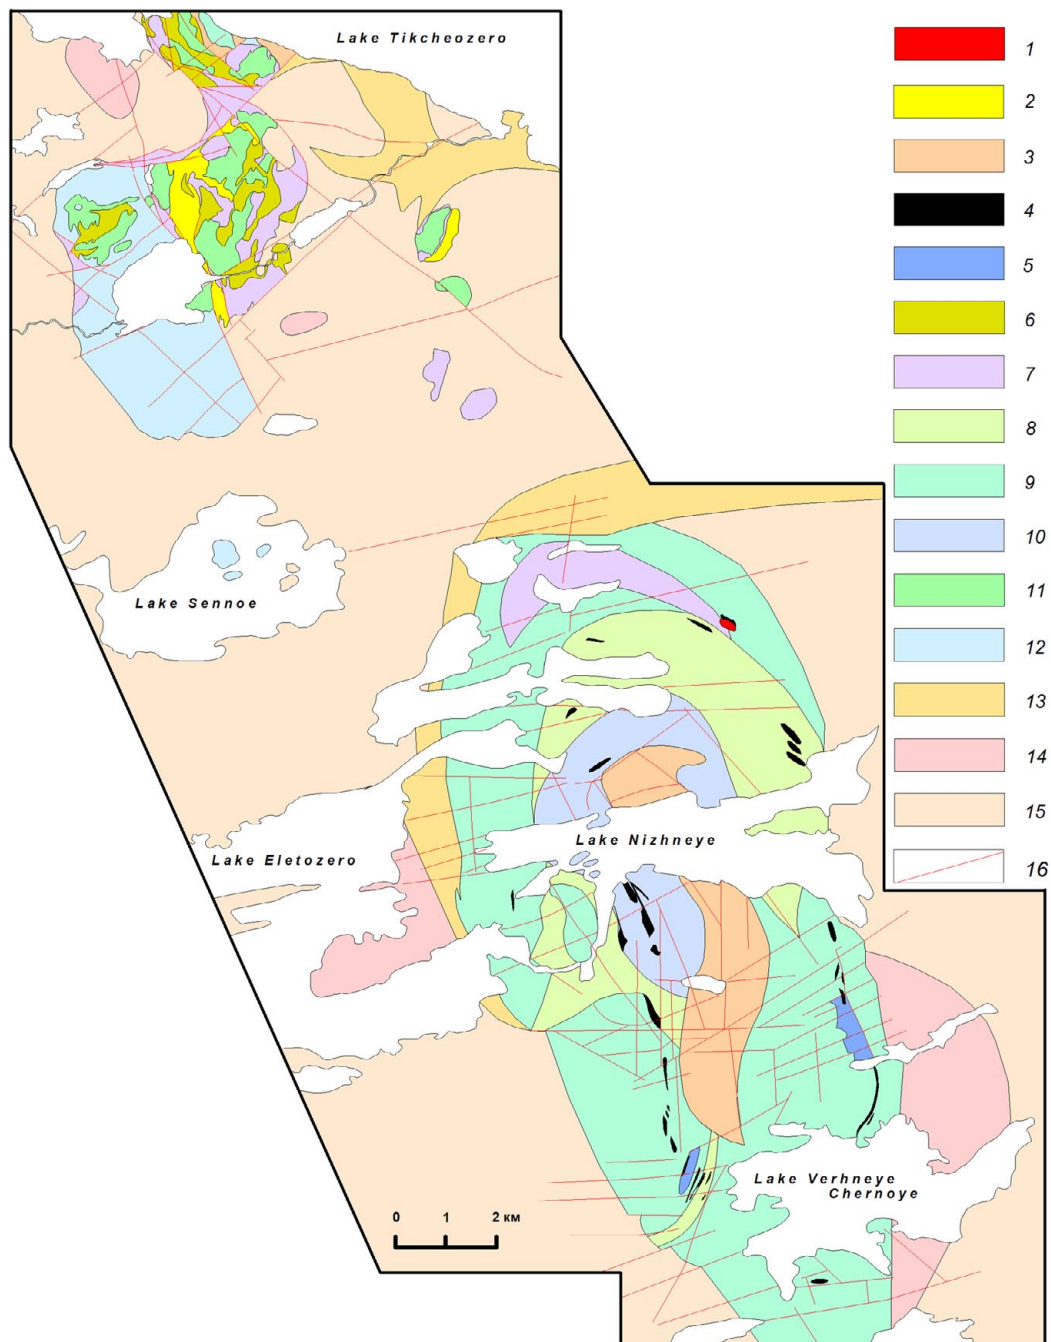 Lake Tikcheozero
1
2
3
4
5
6
7
8
9
10
11
12
13
14
15
16
Lake Sennoe
Lake Nizhneye
Lake Eletozero
Lake Verhneye
Chernoye
0 1 2 км